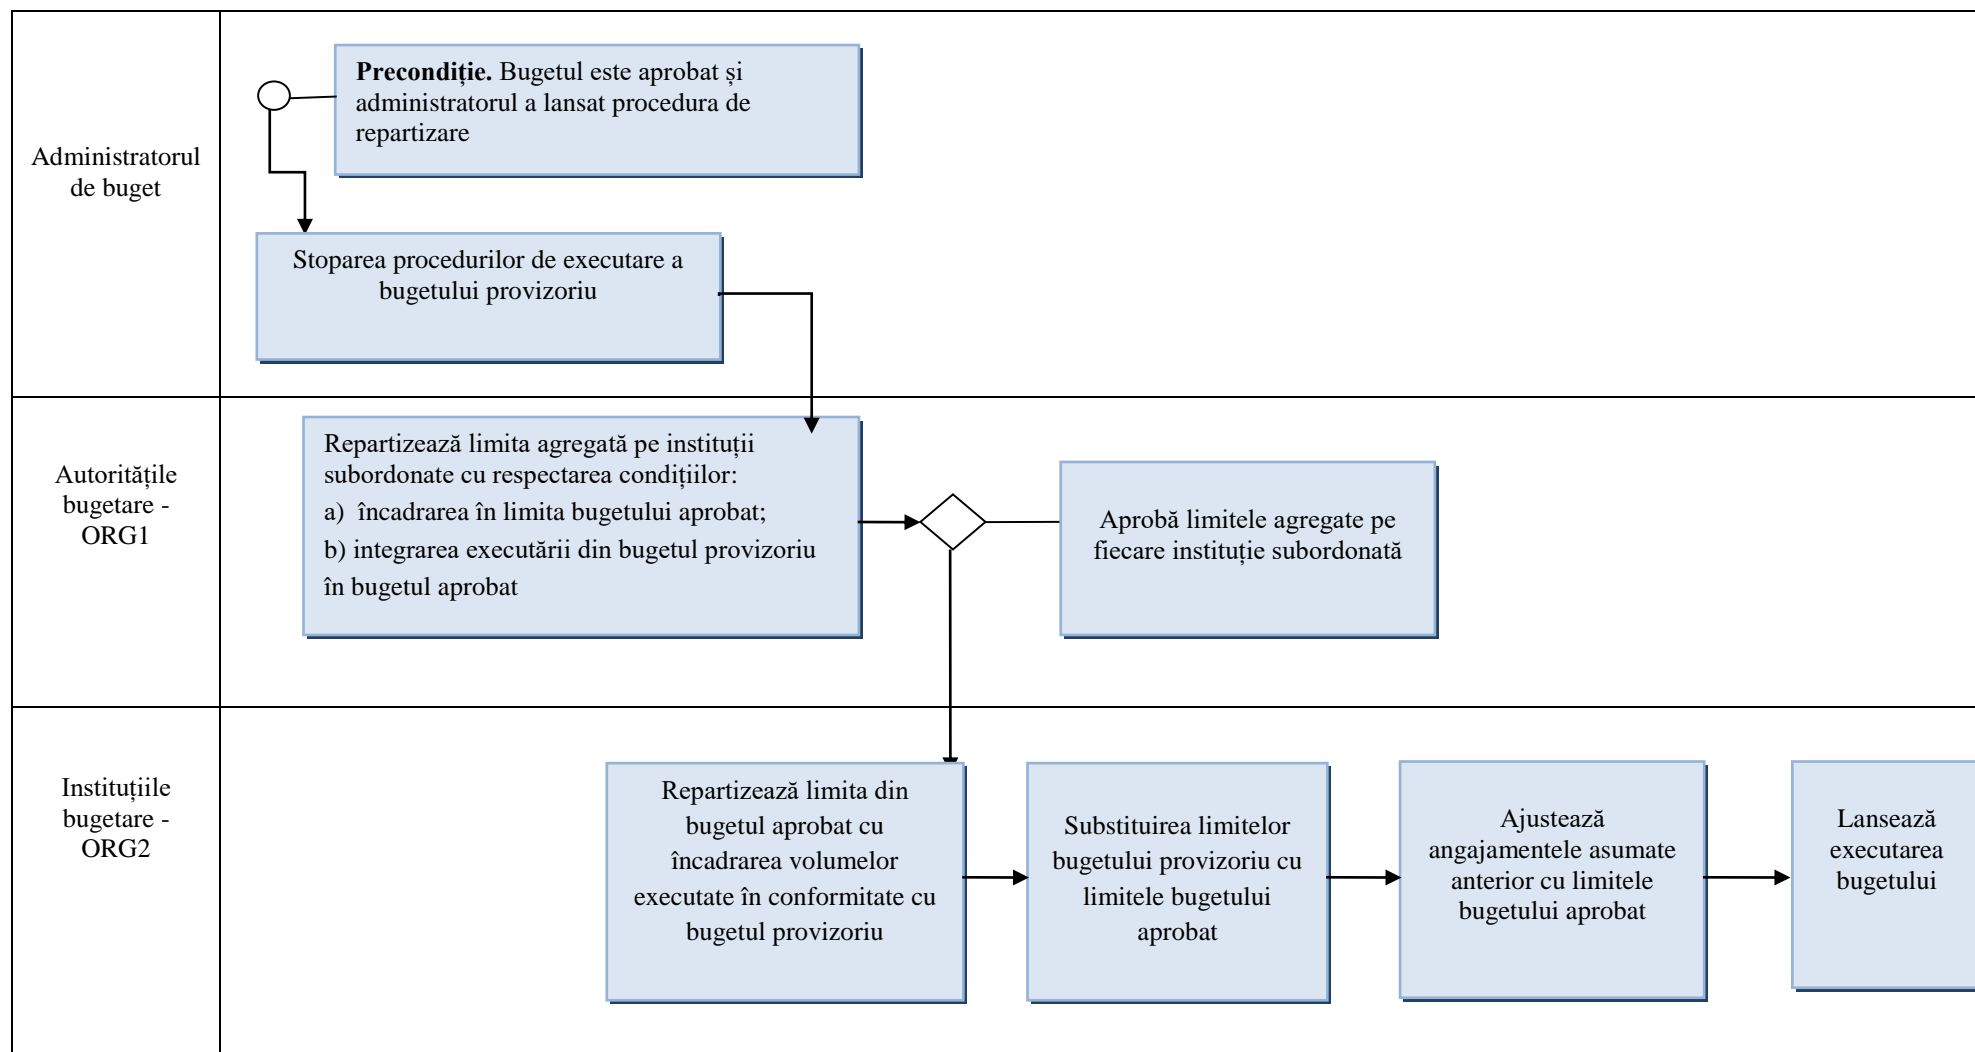 Administratorul
de buget
Precondiție. Bugetul este aprobat și
administratorul a lansat procedura de
repartizare
Stoparea procedurilor de executare a
bugetului provizoriu
Autoritățile
bugetare -
ORG1
Repartizează limita agregată pe instituții
subordonate cu respectarea condițiilor:
a) încadrarea în limita bugetului aprobat;
b) integrarea executării din bugetul provizoriu
în bugetul aprobat
Aprobă limitele agregate pe
fiecare instituție subordonată
Instituțiile
bugetare -
ORG2
Repartizează limita din
bugetul aprobat cu
încadrarea volumelor
executate în conformitate cu
bugetul provizoriu
Substituirea limitelor
bugetului provizoriu cu
limitele bugetului
aprobat
Ajustează
angajamentele asumate
anterior cu limitele
bugetului aprobat
Lansează
executarea
bugetului